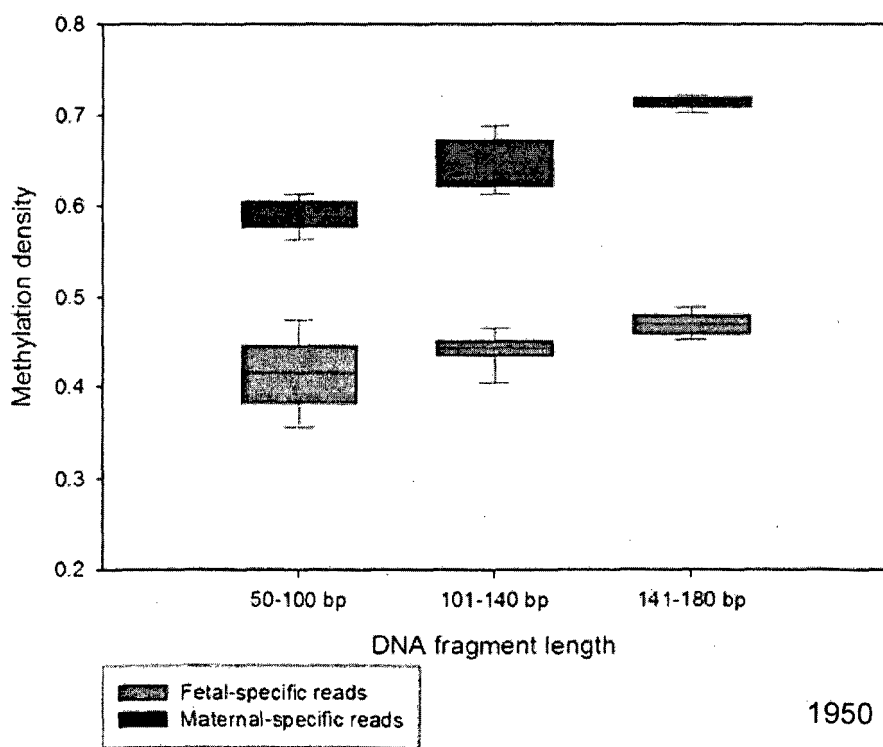 0.8
0.7
0.6
0.5
0.4
0.3
0.2
Methylation density
50-100 bp
101-140 bp
141-180 bp
DNA fragment length
Fetal-specific reads
Maternal-specific reads
1950